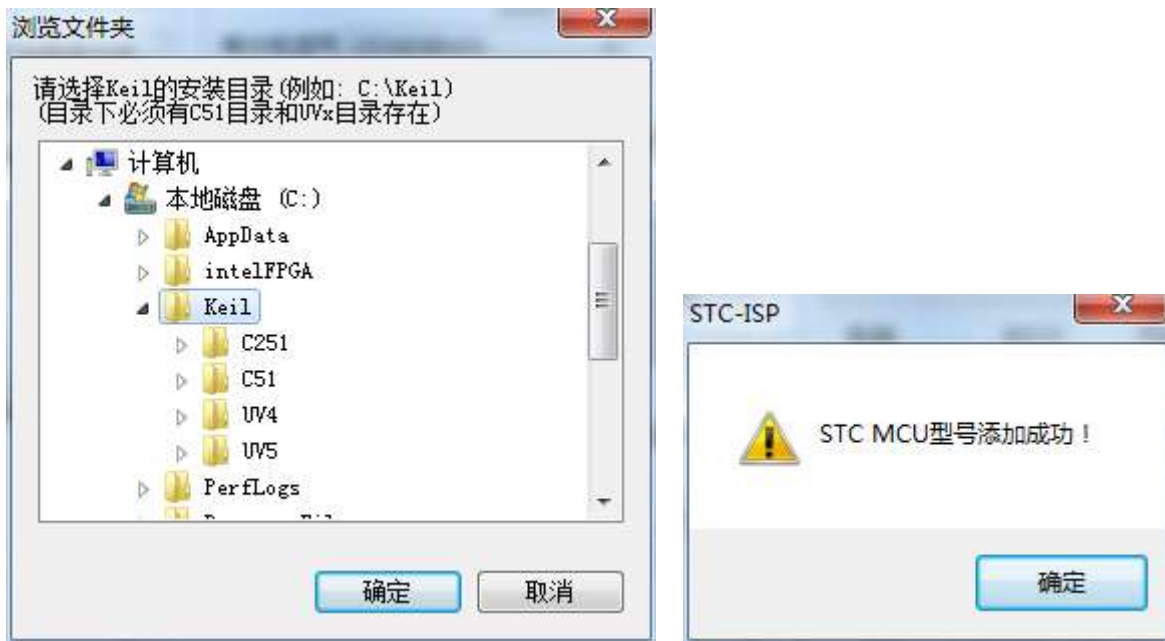 浏览文件夹
请选择Keil的安装目录(例如: C:\Keil)
(目录下必须有C51目录和UVx目录存在)
计算机
本地磁盘 (C:)
AppData
intelFPGA
Keil
C251
C51
UV4
UV5
PerfLogs
确定
取消
STC-ISP
STC MCU型号添加成功！
确定